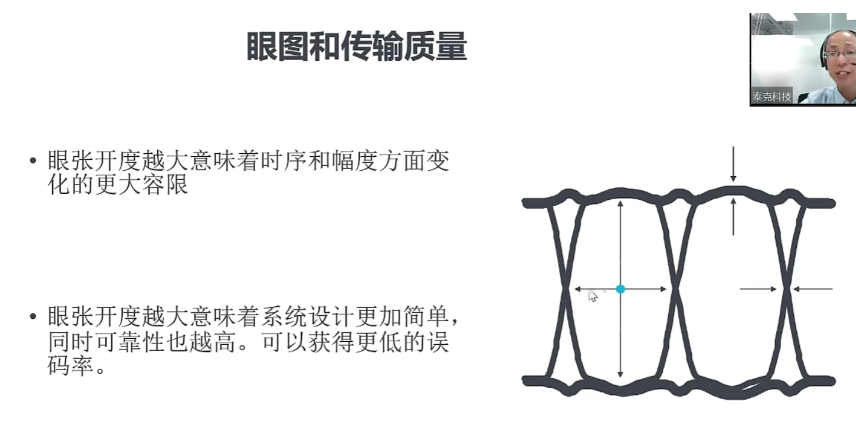 眼图和传输质量
泰克科技
• 眼张开度越大意味着时序和幅度方面变
化的更大容限
• 眼张开度越大意味着系统设计更加简单，
同时可靠性也越高。可以获得更低的误
码率。